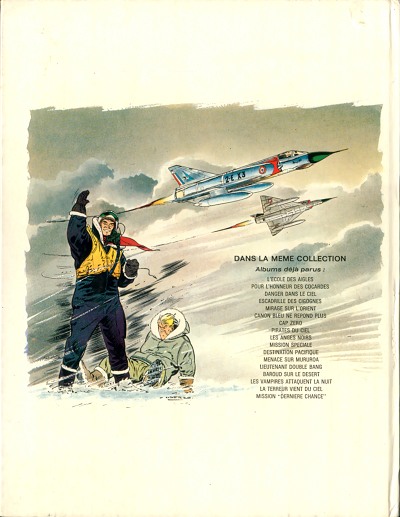 2-EX9
DANS LA MEME COLLECTION
Albums déjà parus :
L'ECOLE DES AIGLES
POUR L'HONNEUR DES COCARDES
DANGER DANS LE CIEL
ESCADRILLE DES CIGOGNES
MIRAGE SUR L'ORIENT
CANON BLEU NE REPOND PLUS
CAP ZERO
PIRATES DU CIEL
LES ANGES NOIRS
MISSION SPECIALE
DESTINATION PACIFIQUE
MENACE SUR MURUROA
LIEUTENANT DOUBLE BANG
BAROUD SUR LE DESERT
LES VAMPIRES ATTAQUENT LA NUIT
LA TERREUR VIENT DU CIEL
MISSION "DERNIERE CHANCE"